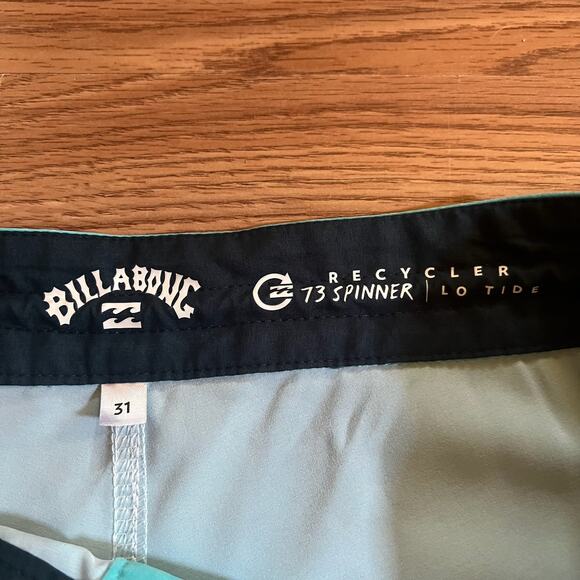 BILLABONG
RECYCLER
73 SPINNER | LO TIDE
31